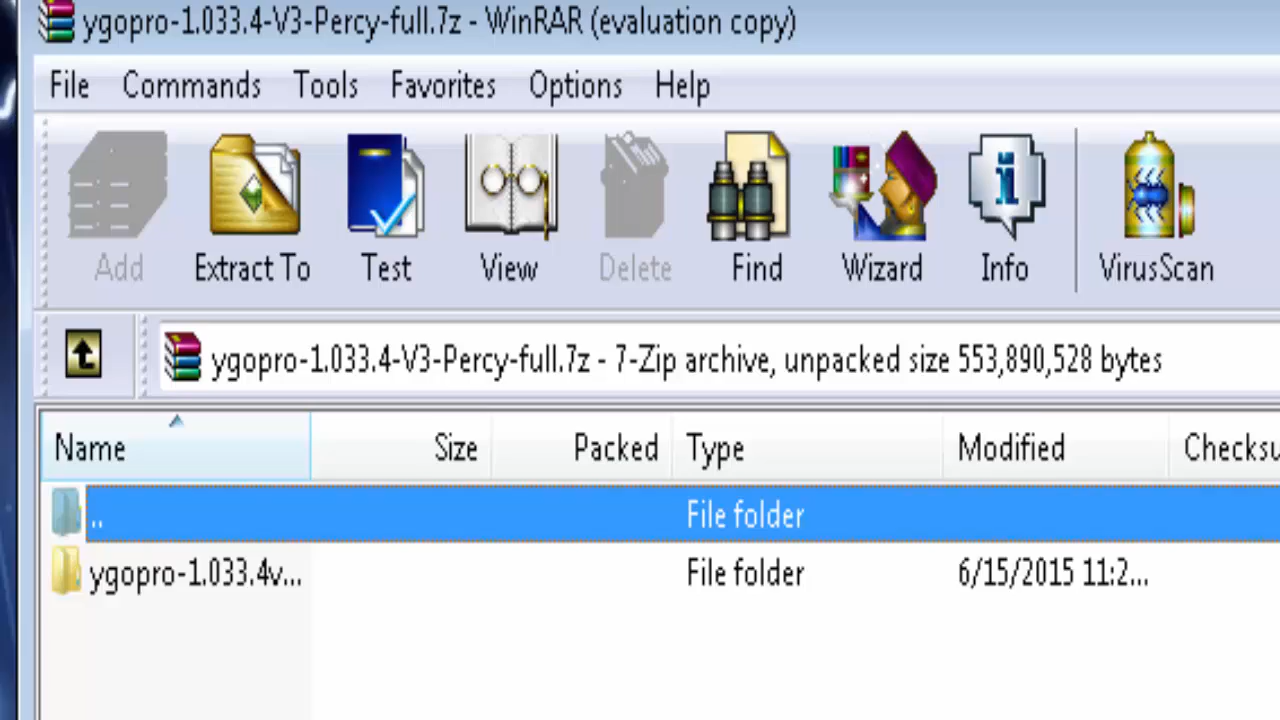 ygopro-1.033.4-V3-Percy-full.7z - WinRAR (evaluation copy)
File Commands Tools Favorites Options Help
Add Extract To Test View Delete Find Wizard Info VirusScan
ygopro-1.033.4-V3-Percy-full.7z - 7-Zip archive, unpacked size 553,890,528 bytes
Name Size Packed Type Modified Checksu
.. File folder
ygopro-1.033.4v... File folder 6/15/2015 11:2...